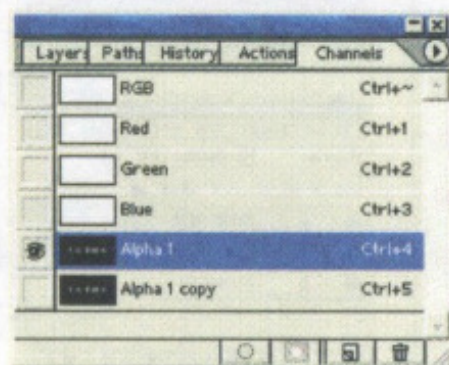 Layers Paths History Actions Channels
RGB Ctrl+~
Red Ctrl+1
Green Ctrl+2
Blue Ctrl+3
Alpha 1 Ctrl+4
Alpha 1 copy Ctrl+5